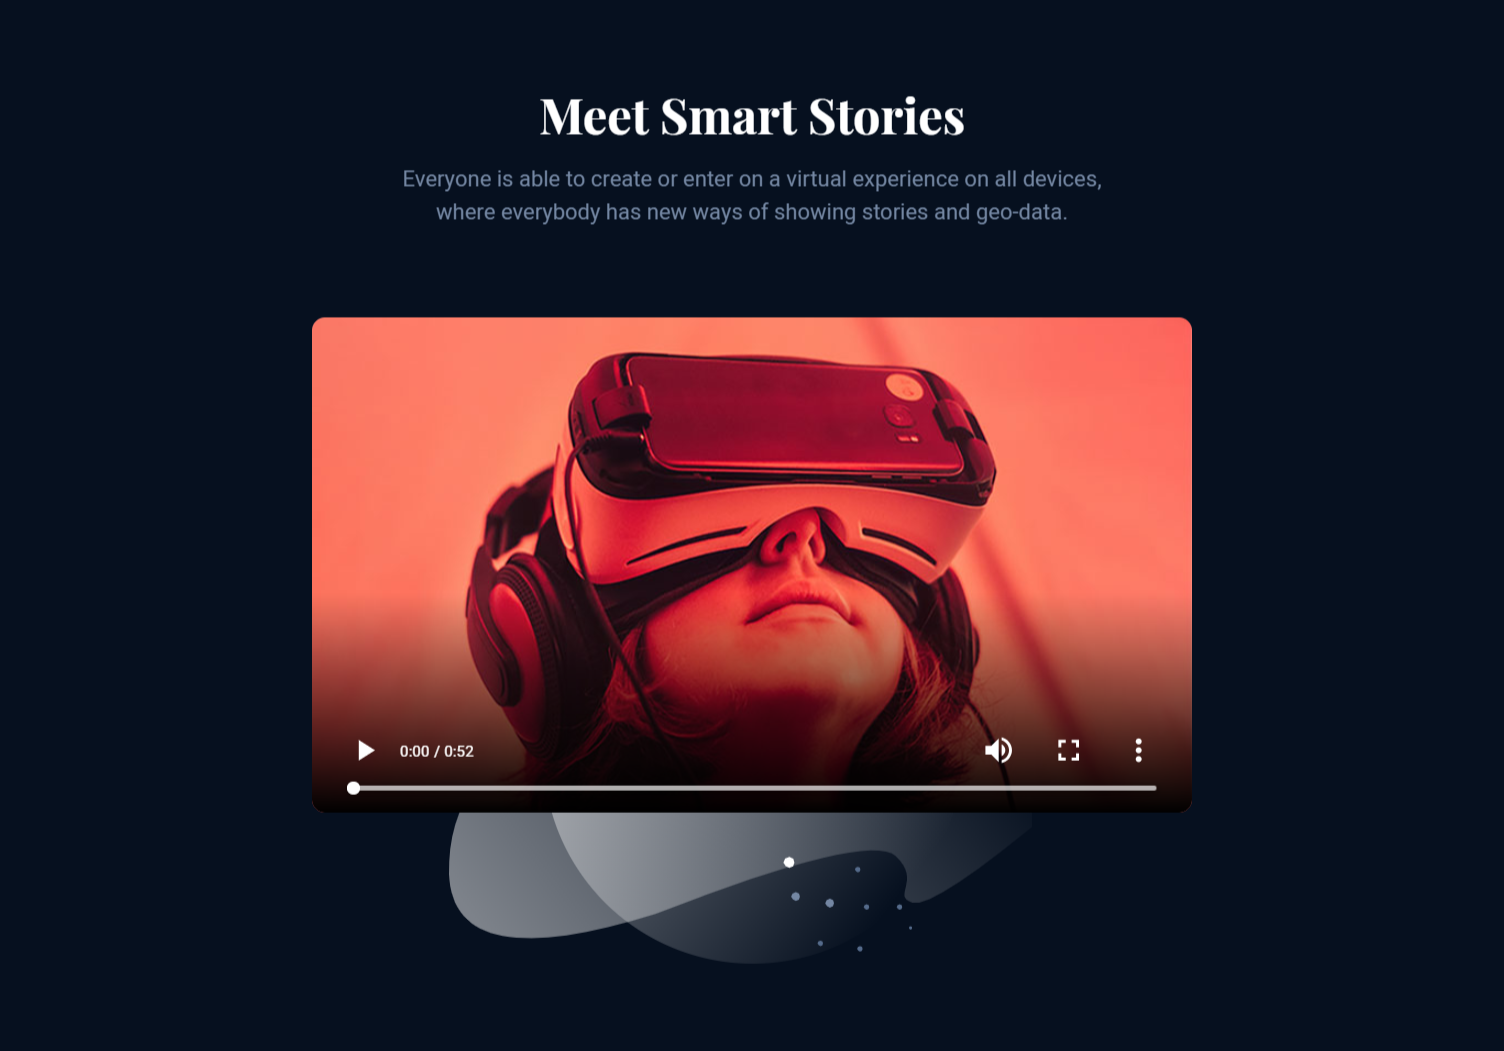 Meet Smart Stories
Everyone is able to create or enter on a virtual experience on all devices,
where everybody has new ways of showing stories and geo-data.
0:00 / 0:52